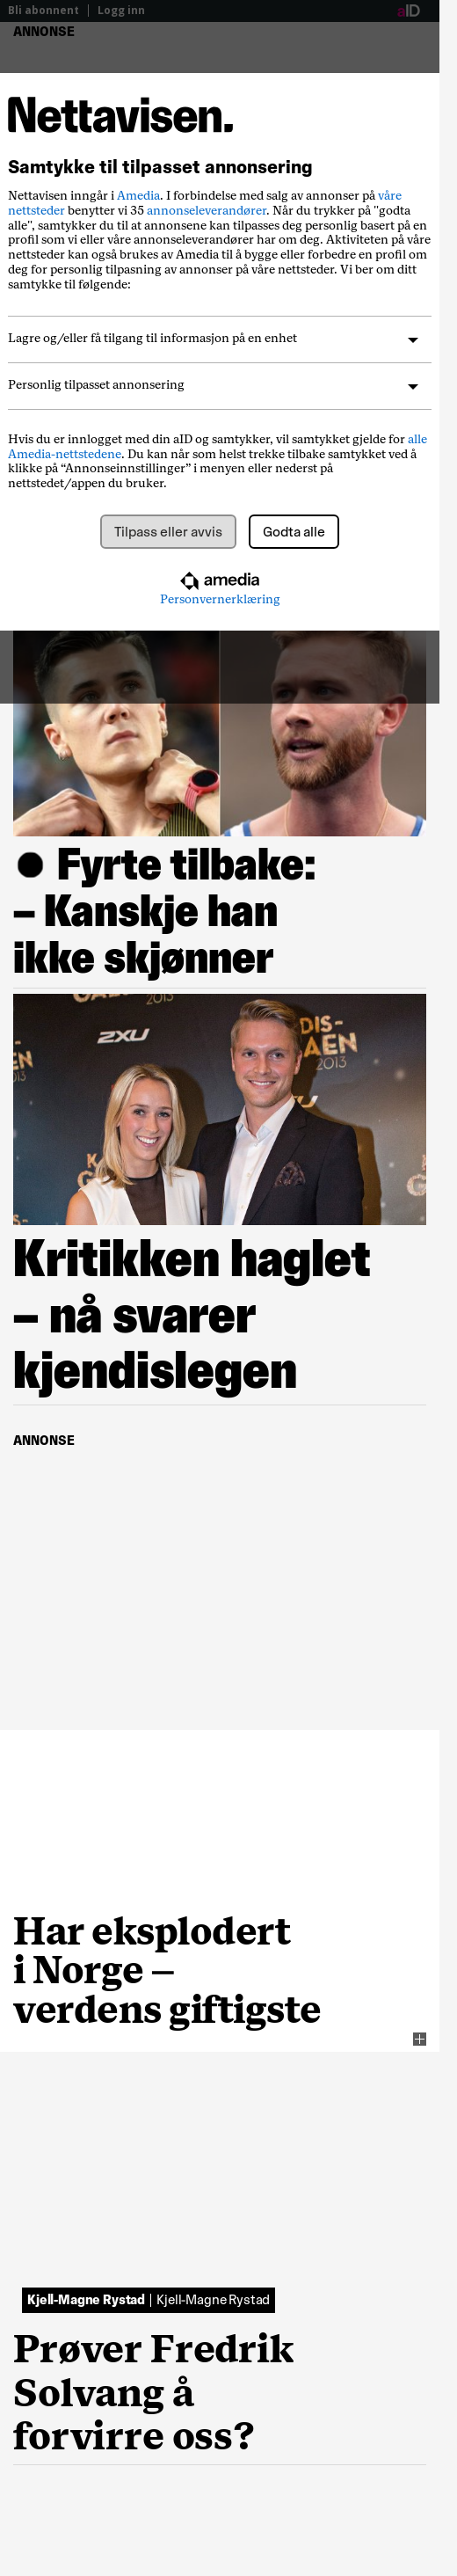 Bli abonnent | Logg inn
aID
ANNONSE
Nettavisen.
Samtykke til tilpasset annonsering
Nettavisen inngår i Amedia. I forbindelse med salg av annonser på våre
nettsteder benytter vi 35 annonseleverandører. Når du trykker på "godta
alle", samtykker du til at annonsene kan tilpasses deg personlig basert på en
profil som vi eller våre annonseleverandører har om deg. Aktiviteten på våre
nettsteder kan også brukes av Amedia til å bygge eller forbedre en profil om
deg for personlig tilpasning av annonser på våre nettsteder. Vi ber om ditt
samtykke til følgende:
Lagre og/eller få tilgang til informasjon på en enhet
Personlig tilpasset annonsering
Hvis du er innlogget med din aID og samtykker, vil samtykket gjelde for alle
Amedia-nettstedene. Du kan når som helst trekke tilbake samtykket ved å
klikke på “Annonseinnstillinger” i menyen eller nederst på
nettstedet/appen du bruker.
Tilpass eller avvis
Godta alle
amedia
Personvernerklæring
Fyrte tilbake:
– Kanskje han
ikke skjønner
2013
2XU
DIS-
2013
Kritikken haglet
– nå svarer
kjendislegen
ANNONSE
Har eksplodert
i Norge –
verdens giftigste
Kjell-Magne Rystad | Kjell-Magne Rystad
Prøver Fredrik
Solvang å
forvirre oss?